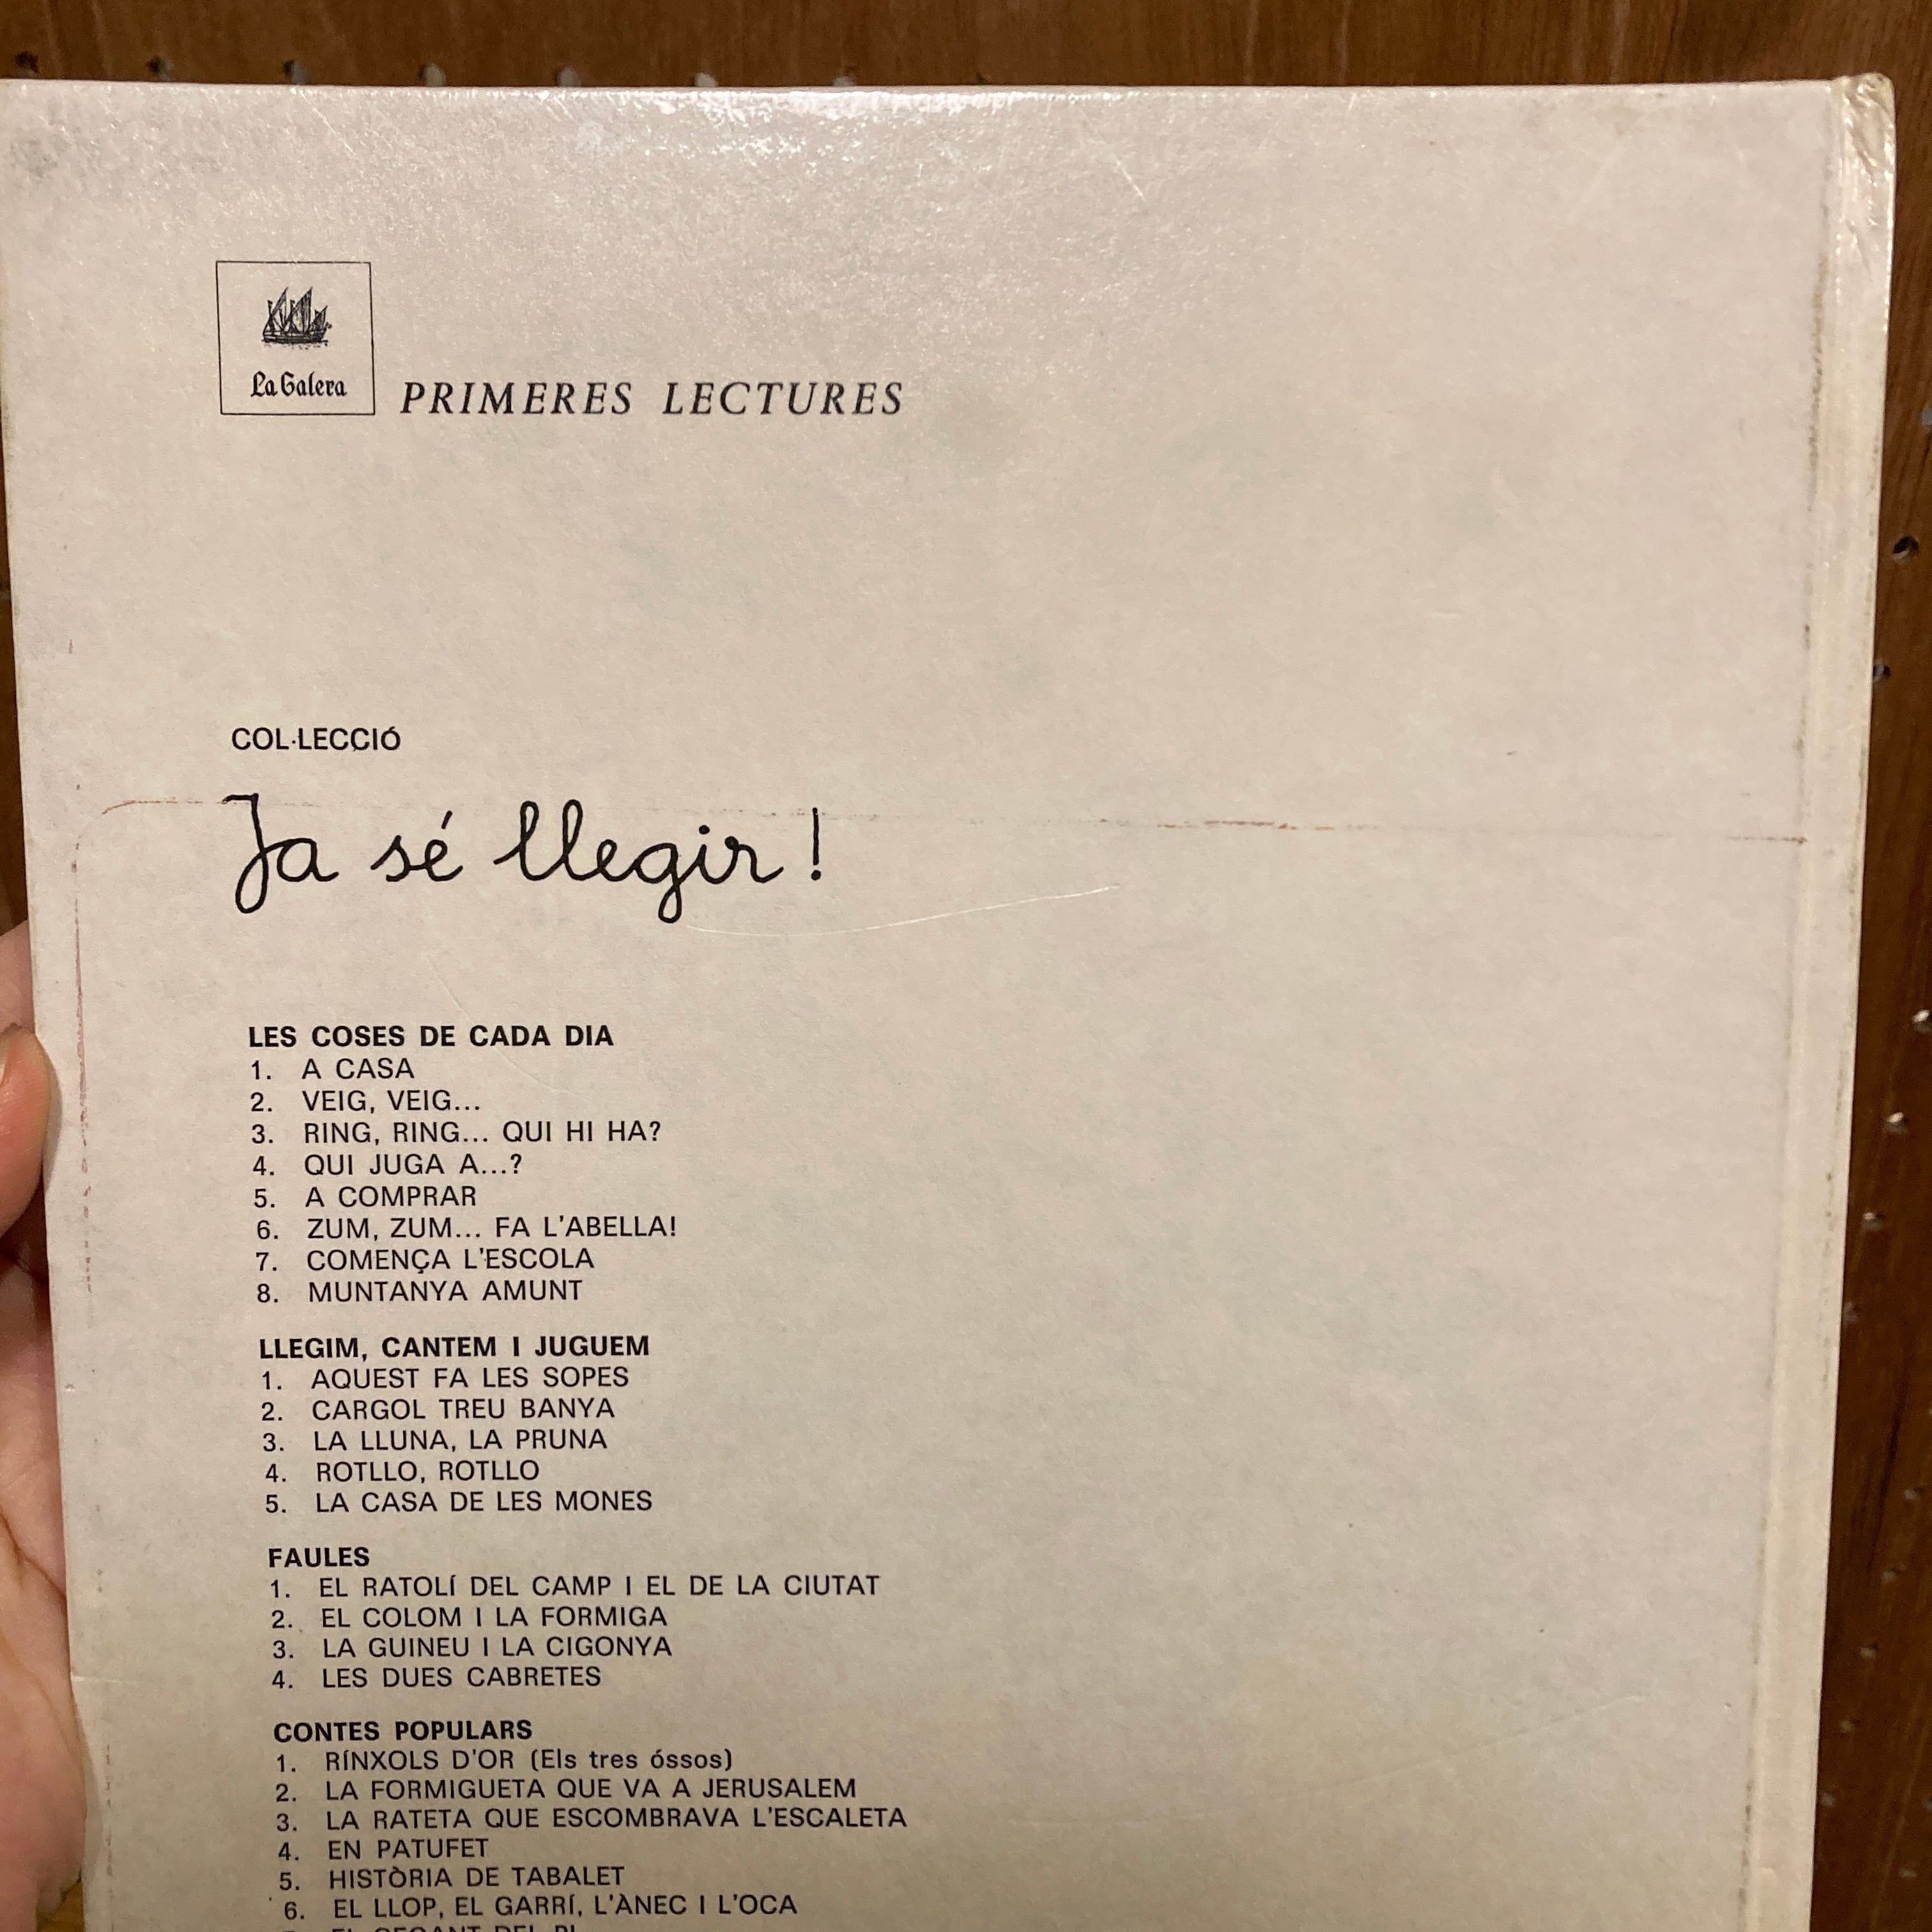 La Galera
PRIMERES LECTURES
COL·LECCIÓ
Ja sé llegir!
LES COSES DE CADA DIA
1. A CASA
2. VEIG, VEIG...
3. RING, RING... QUI HI HA?
4. QUI JUGA A...?
5. A COMPRAR
6. ZUM, ZUM... FA L'ABELLA!
7. COMENÇA L'ESCOLA
8. MUNTANYA AMUNT
LLEGIM, CANTEM I JUGUEM
1. AQUEST FA LES SOPES
2. CARGOL TREU BANYA
3. LA LLUNA, LA PRUNA
4. ROTLLO, ROTLLO
5. LA CASA DE LES MONES
FAULES
1. EL RATOLÍ DEL CAMP I EL DE LA CIUTAT
2. EL COLOM I LA FORMIGA
3. LA GUINEU I LA CIGONYA
4. LES DUES CABRETES
CONTES POPULARS
1. RÍNXOLS D'OR (Els tres óssos)
2. LA FORMIGUETA QUE VA A JERUSALEM
3. LA RATETA QUE ESCOMBRAVA L'ESCALETA
4. EN PATUFET
5. HISTÒRIA DE TABALET
6. EL LLOP, EL GARRÍ, L'ÀNEC I L'OCA